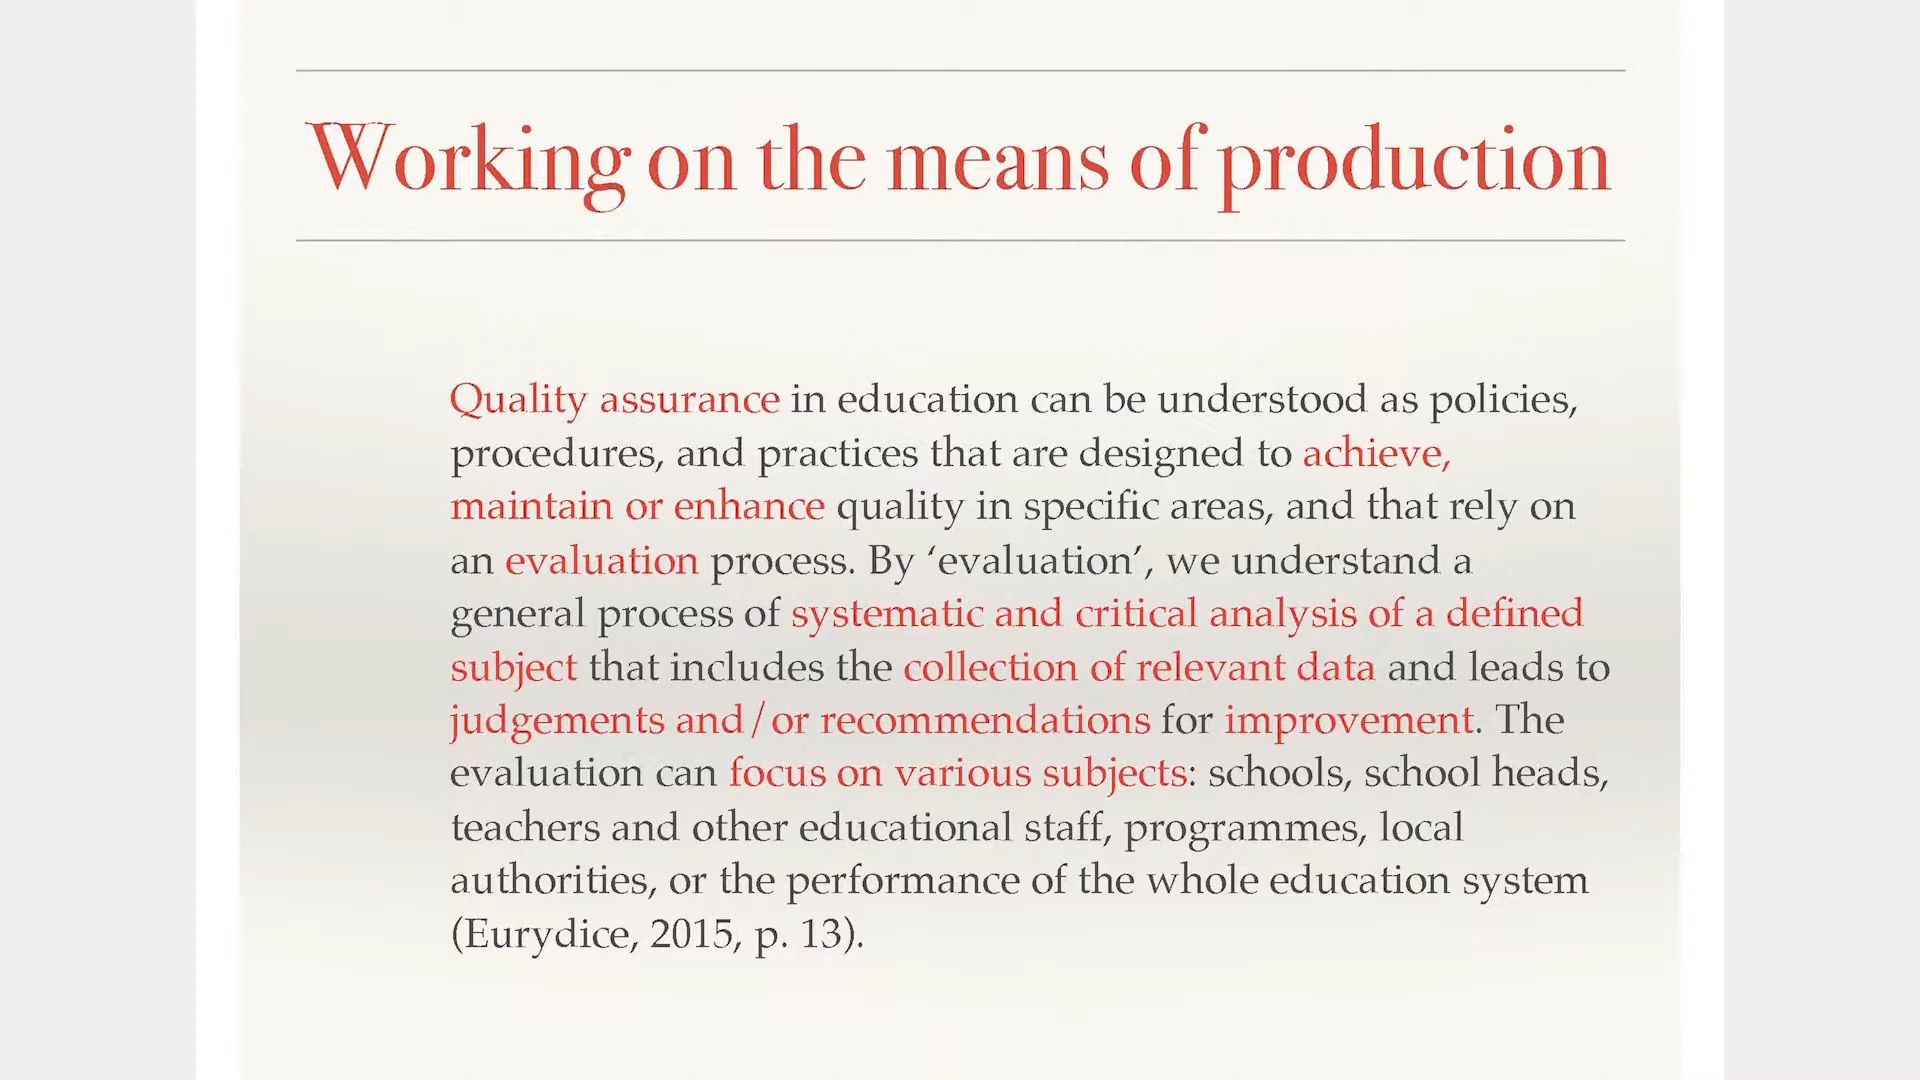 Working on the means of production
Quality assurance in education can be understood as policies,
procedures, and practices that are designed to achieve,
maintain or enhance quality in specific areas, and that rely on
an evaluation process. By ‘evaluation’, we understand a
general process of systematic and critical analysis of a defined
subject that includes the collection of relevant data and leads to
judgements and/or recommendations for improvement. The
evaluation can focus on various subjects: schools, school heads,
teachers and other educational staff, programmes, local
authorities, or the performance of the whole education system
(Eurydice, 2015, p. 13).